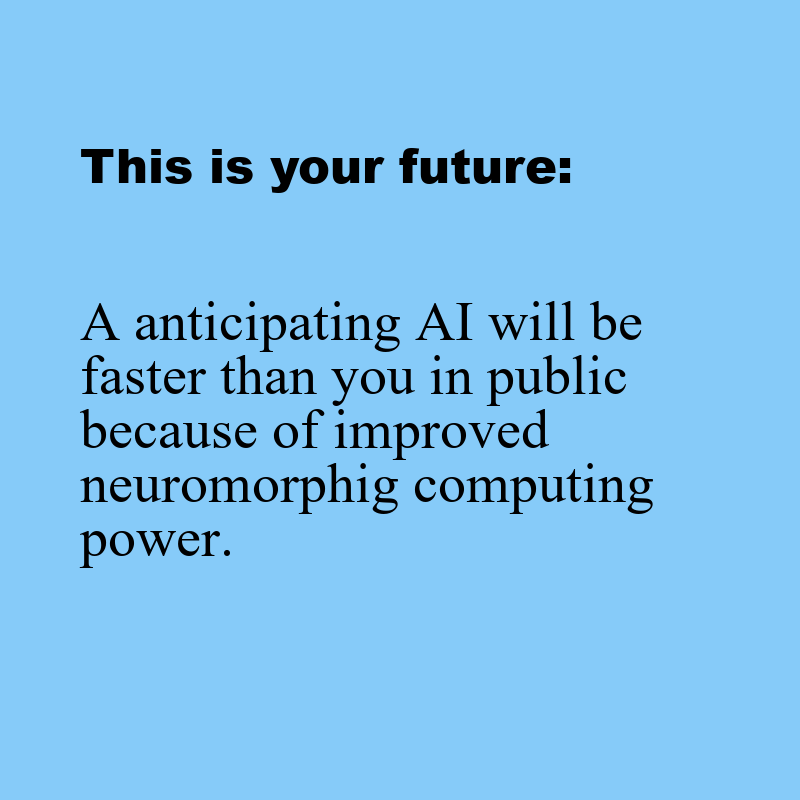 This is your future:
A anticipating AI will be
faster than you in public
because of improved
neuromorphig computing
power.